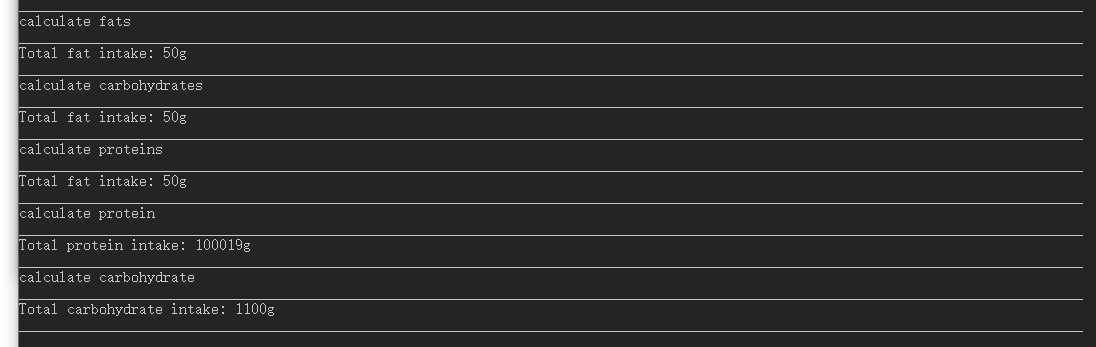 calculate fats
Total fat intake: 50g
calculate carbohydrates
Total fat intake: 50g
calculate proteins
Total fat intake: 50g
calculate protein
Total protein intake: 100019g
calculate carbohydrate
Total carbohydrate intake: 1100g